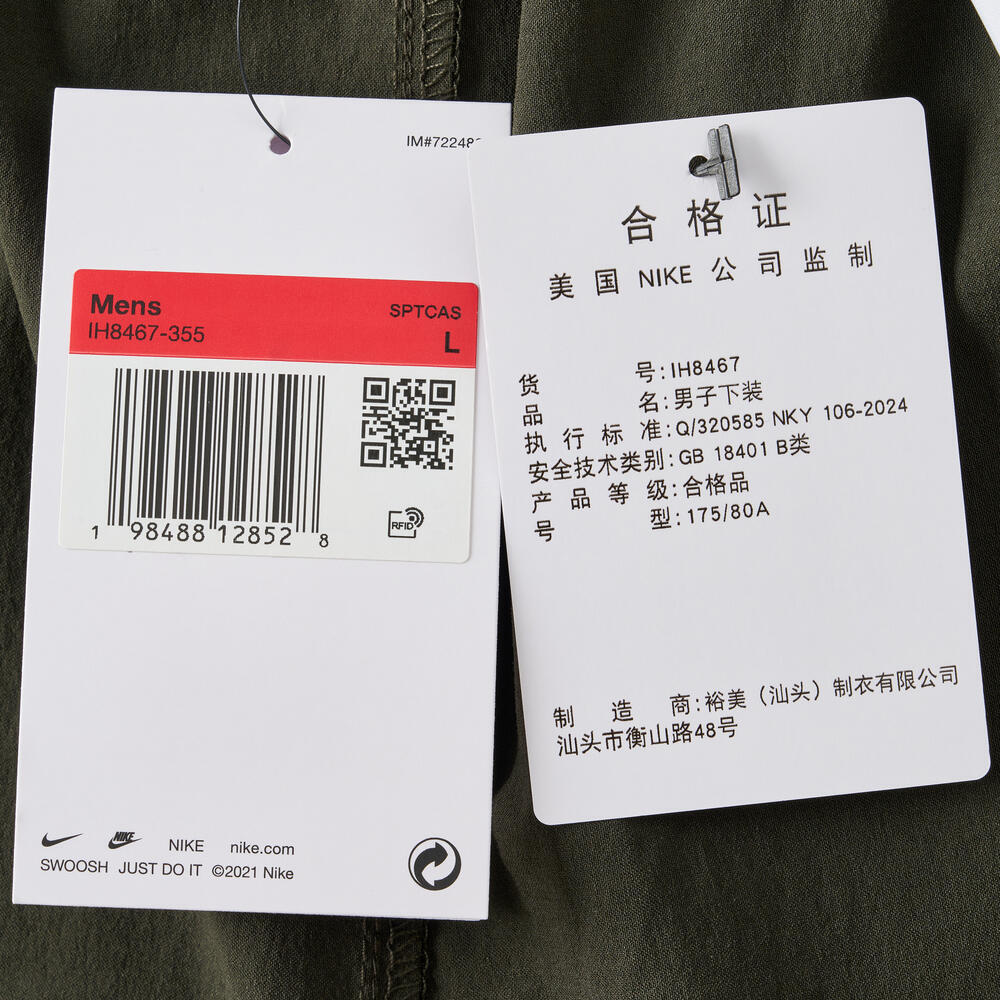 IM#72248
Mens
SPTCAS
IH8467-355
L
1 98488 12852 8
RFID
NIKE
NIKE nike.com
SWOOSH JUST DO IT ©2021 Nike
合格证
美国 NIKE 公司监制
货号:IH8467
品名:男子下装
执行标准:Q/320585 NKY 106-2024
安全技术类别:GB 18401 B类
产品等级:合格品
号型:175/80A
制造商:裕美（汕头）制衣有限公司
汕头市衡山路48号